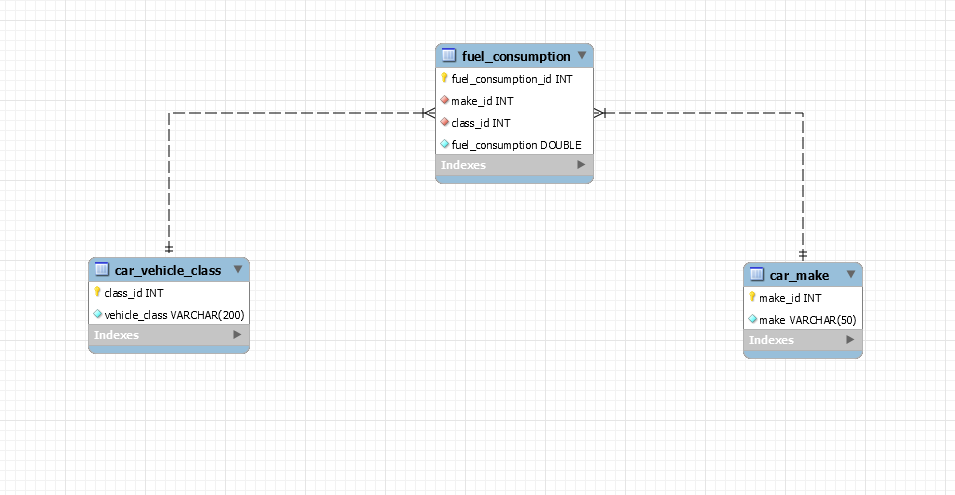 fuel_consumption
fuel_consumption_id INT
make_id INT
class_id INT
fuel_consumption DOUBLE
Indexes
car_vehicle_class
class_id INT
vehicle_class VARCHAR(200)
Indexes
car_make
make_id INT
make VARCHAR(50)
Indexes